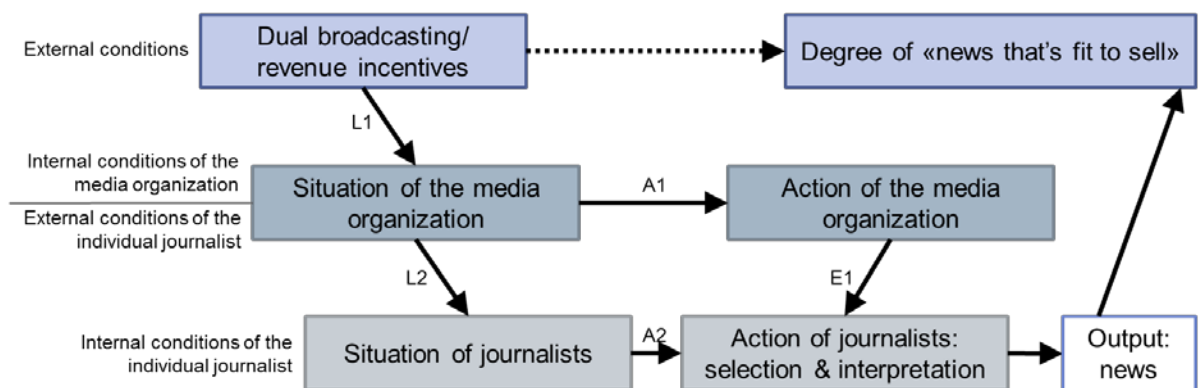 External conditions
Dual broadcasting/
revenue incentives
Degree of «news that's fit to sell»
L1
Internal conditions of the
media organization
External conditions of the
individual journalist
Situation of the media
organization
A1
Action of the media
organization
L2
E1
Internal conditions of the
individual journalist
Situation of journalists
A2
Action of journalists:
selection & interpretation
Output:
news